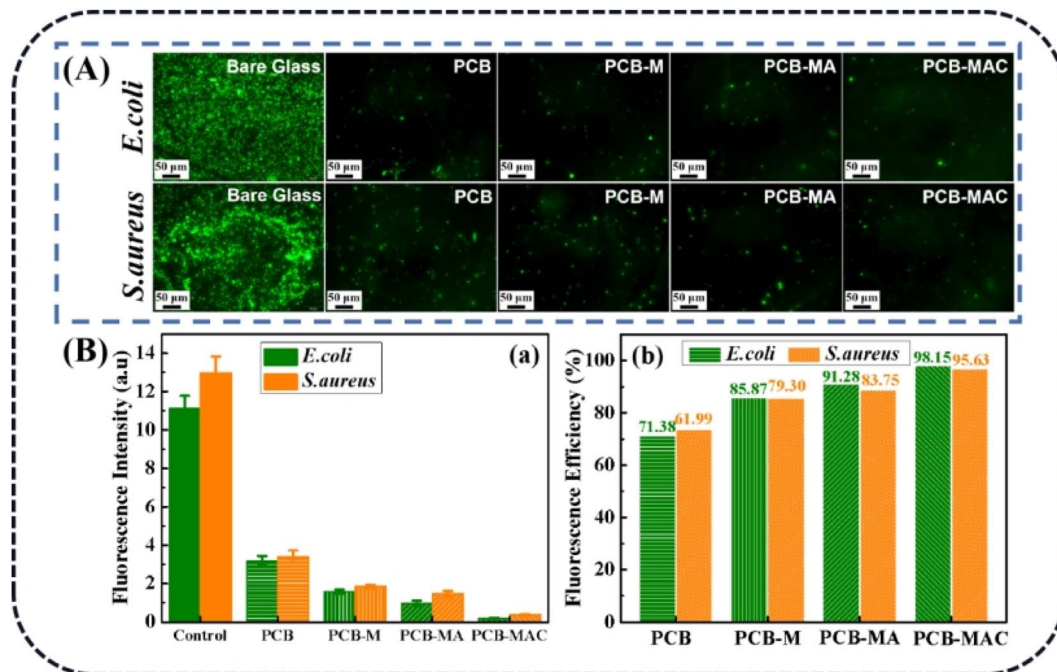 (A)
E.coli
Bare Glass
PCB
PCB-M
PCB-MA
PCB-MAC
50 µm
50 µm
50 µm
50 µm
50 µm
S.aureus
Bare Glass
PCB
PCB-M
PCB-MA
PCB-MAC
50 µm
50 µm
50 µm
50 µm
50 µm
(B)
(a)
E.coli
S.aureus
Fluorescence Intensity (a.u)
14
12
10
8
6
4
2
0
Control
PCB
PCB-M
PCB-MA
PCB-MAC
(b)
E.coli
S.aureus
Fluorescence Efficiency (%)
100
80
60
40
20
0
71.38
61.99
85.87
79.30
91.28
83.75
98.15
95.63
PCB
PCB-M
PCB-MA
PCB-MAC